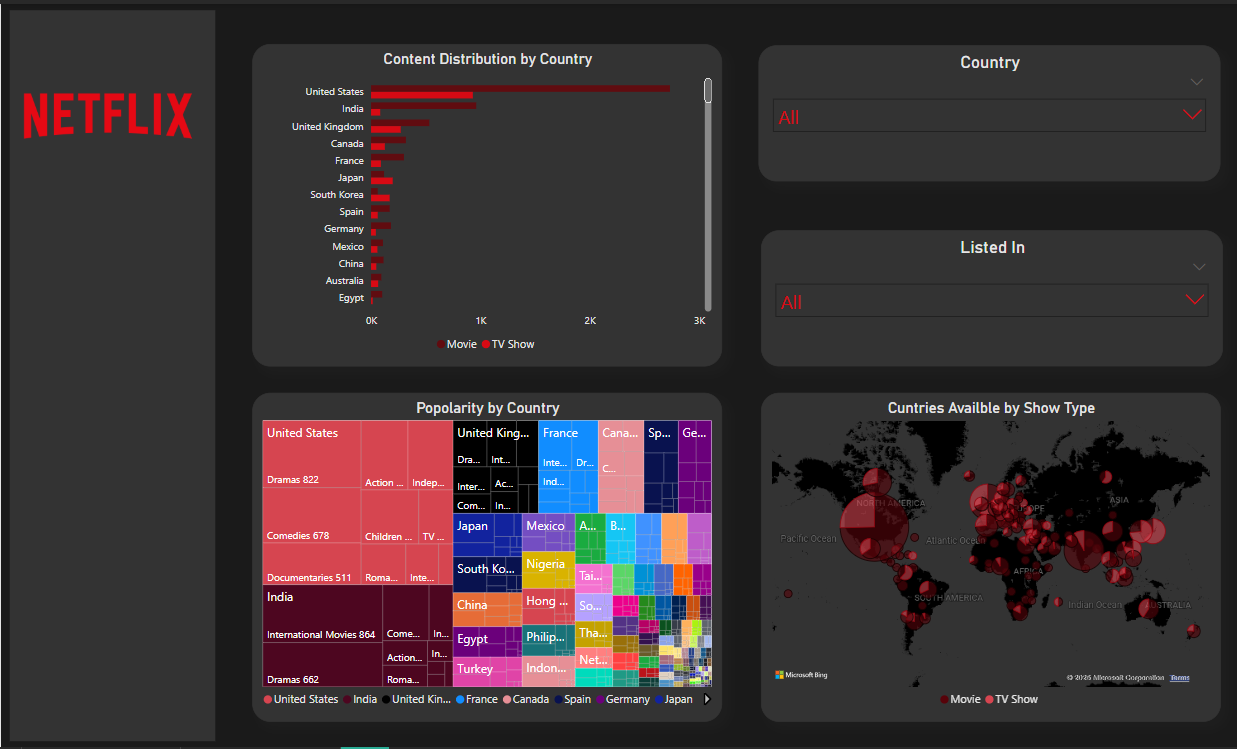 NETFLIX
Content Distribution by Country
United States
India
United Kingdom
Canada
France
Japan
South Korea
Spain
Germany
Mexico
China
Australia
Egypt
0K 1K 2K 3K
Movie TV Show
Country
All
Listed In
All
Popolarity by Country
United States
Dramas 822
Action ...
Indep...
Comedies 678
Children ...
TV ...
Documentaries 511
Roma...
Inte...
India
International Movies 864
Come...
In...
Action...
In...
Dramas 662
Roma...
United King...
Dra...
Int...
Inter...
Ac...
Com...
In...
France
Inte...
Dr...
Ind...
Cana...
C...
Sp...
Ge...
Japan
South Ko...
China
Egypt
Turkey
Mexico
Nigeria
Hong ...
Philip...
Indon...
A...
B...
Tai...
So...
Tha...
Net...
United States India United Kin... France Canada Spain Germany Japan
Cuntries Availble by Show Type
NORTH AMERICA
ASIA
Pacific Ocean
Atlantic Ocean
AFRICA
SOUTH AMERICA
Indian Ocean
Microsoft Bing
© 2025 Microsoft Corporation Terms
Movie TV Show